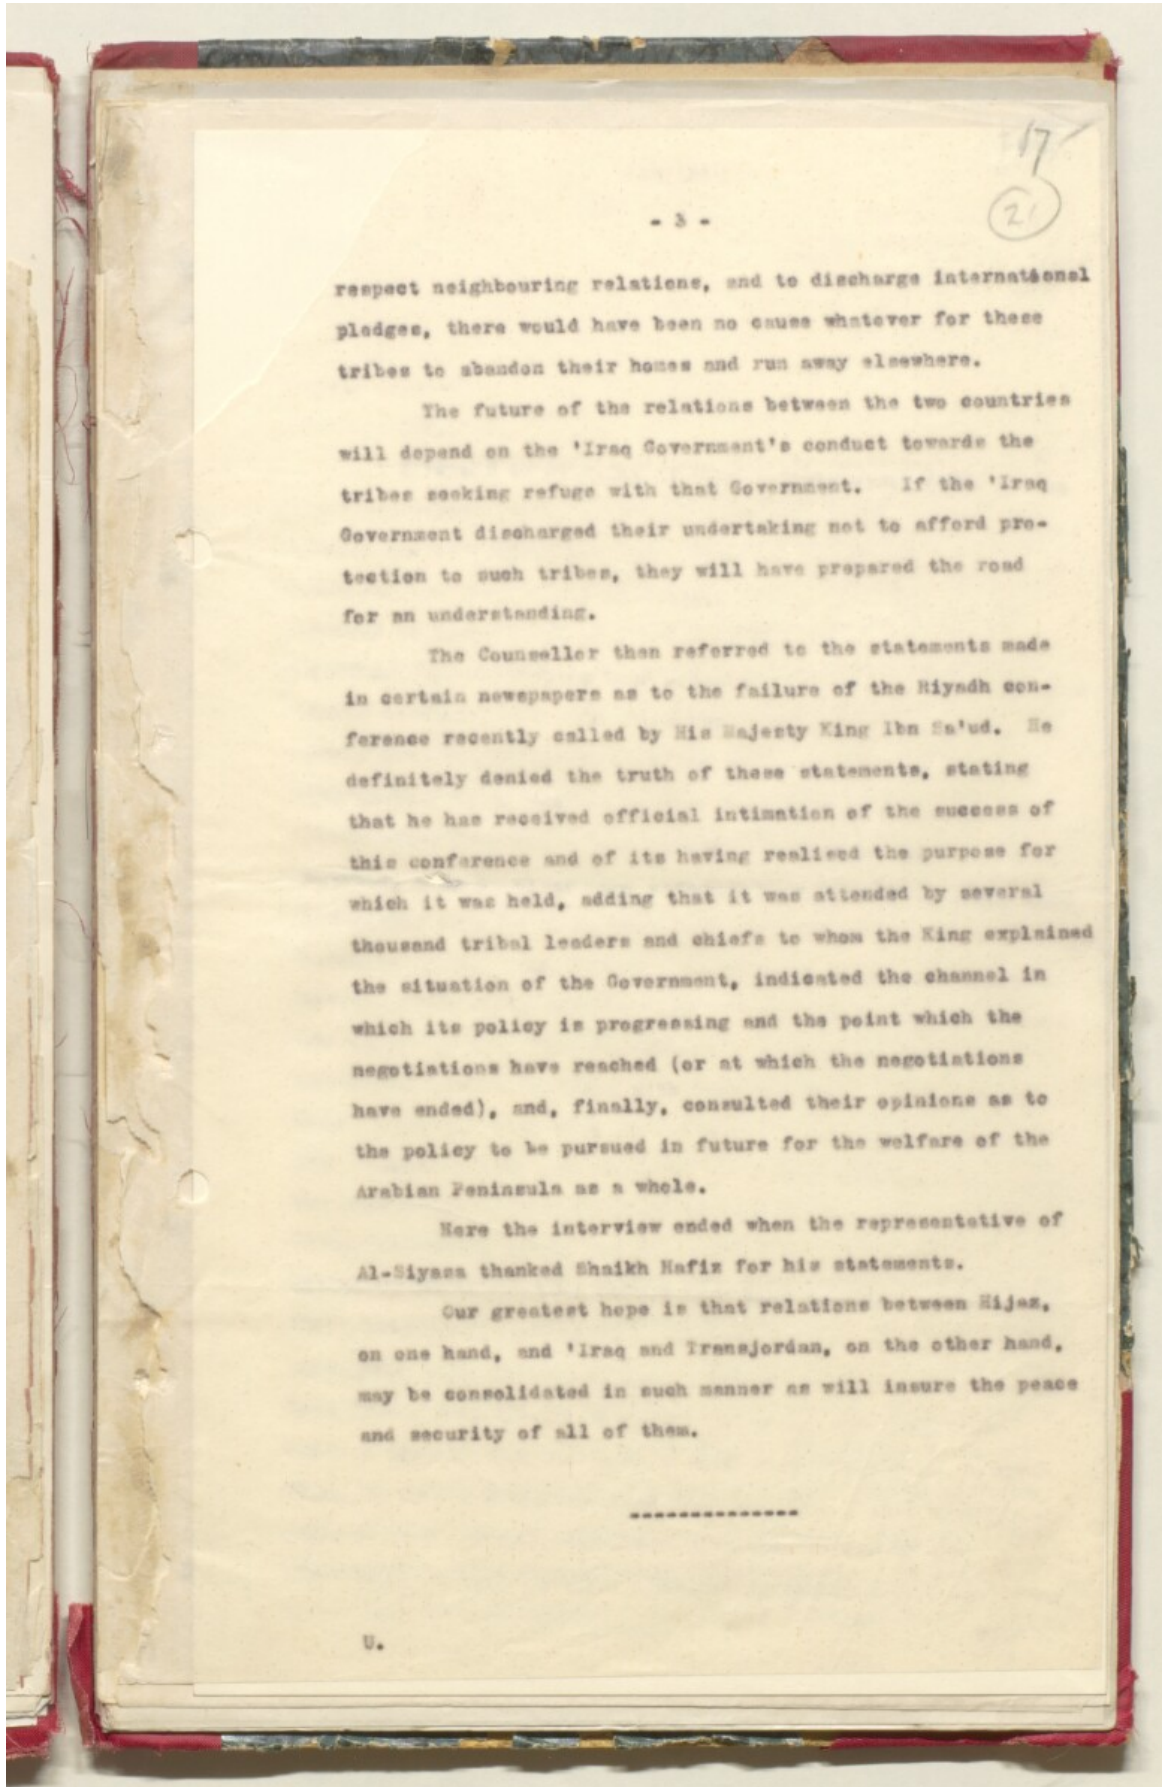 17
21
- 3 -
respect neighbouring relations, and to discharge international
pledges, there would have been no cause whatever for these
tribes to abandon their homes and run away elsewhere.
The future of the relations between the two countries
will depend on the 'Iraq Government's conduct towards the
tribes seeking refuge with that Government. If the 'Iraq
Government discharged their undertaking not to afford pro-
tection to such tribes, they will have prepared the road
for an understanding.
The Counsellor then referred to the statements made
in certain newspapers as to the failure of the Riyadh con-
ference recently called by His Majesty King Ibn Sa'ud. He
definitely denied the truth of these statements, stating
that he has received official intimation of the success of
this conference and of its having realised the purpose for
which it was held, adding that it was attended by several
thousand tribal leaders and chiefs to whom the King explained
the situation of the Government, indicated the channel in
which its policy is progressing and the point which the
negotiations have reached (or at which the negotiations
have ended), and, finally, consulted their opinions as to
the policy to be pursued in future for the welfare of the
Arabian Peninsula as a whole.
Here the interview ended when the representative of
Al-Siyasa thanked Shaikh Hafiz for his statements.
Our greatest hope is that relations between Hijaz,
on one hand, and 'Iraq and Transjordan, on the other hand,
may be consolidated in such manner as will insure the peace
and security of all of them.
--------------
U.